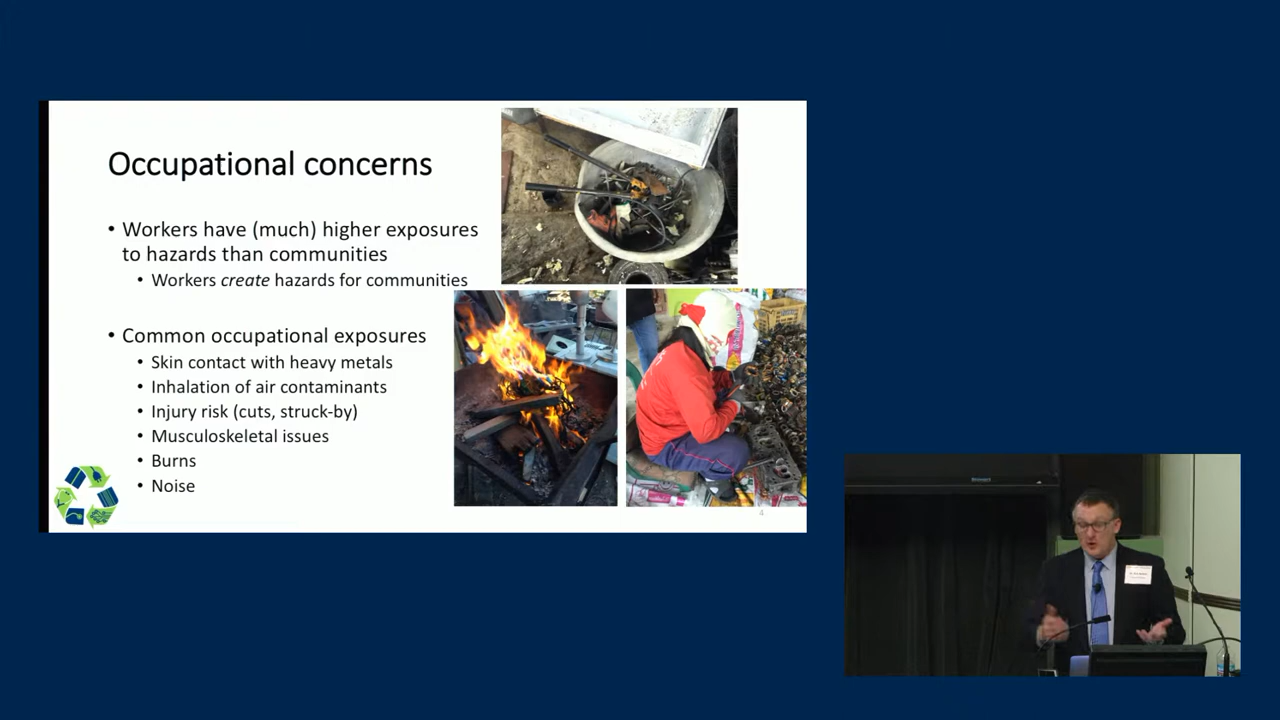 Occupational concerns
• Workers have (much) higher exposures
to hazards than communities
• Workers create hazards for communities
• Common occupational exposures
• Skin contact with heavy metals
• Inhalation of air contaminants
• Injury risk (cuts, struck-by)
• Musculoskeletal issues
• Burns
• Noise
4